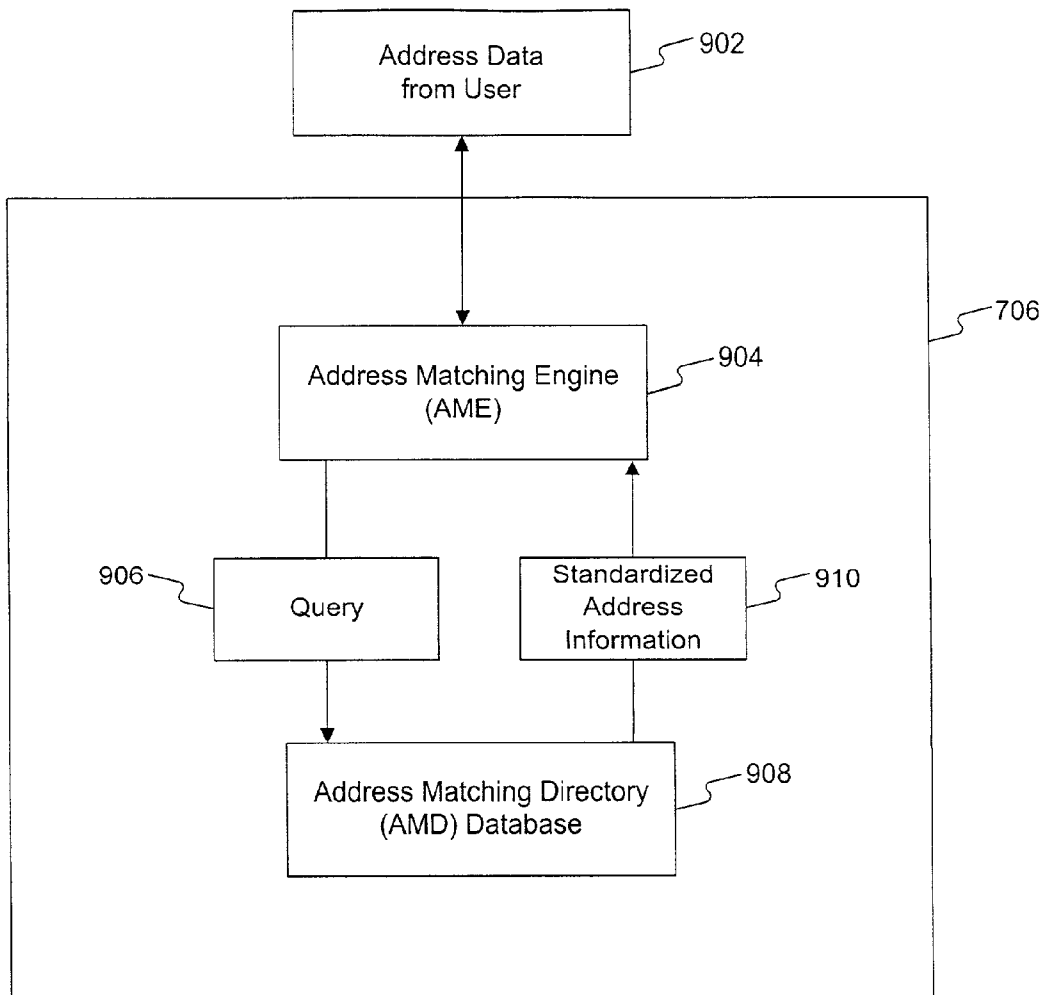 Address Data
from User
902
706
Address Matching Engine
(AME)
904
906
Query
Standardized
Address
Information
910
Address Matching Directory
(AMD) Database
908